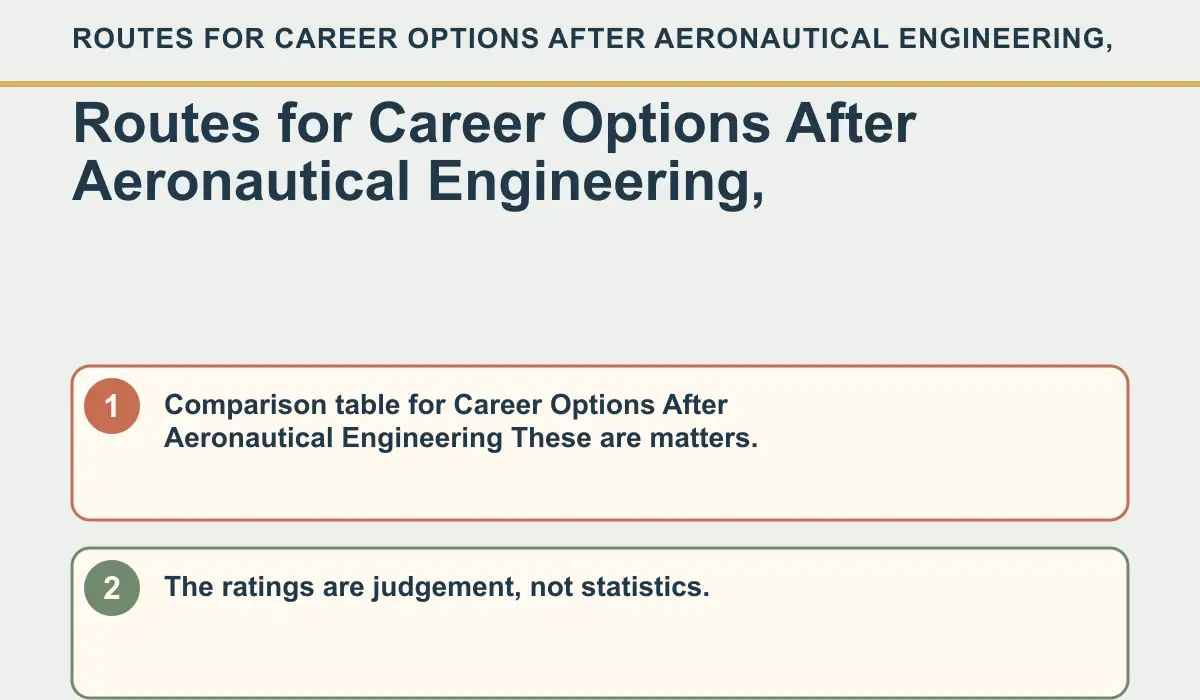 ROUTES FOR CAREER OPTIONS AFTER AERONAUTICAL ENGINEERING,
Routes for Career Options After
Aeronautical Engineering,
1
Comparison table for Career Options After
Aeronautical Engineering These are matters.
2
The ratings are judgement, not statistics.